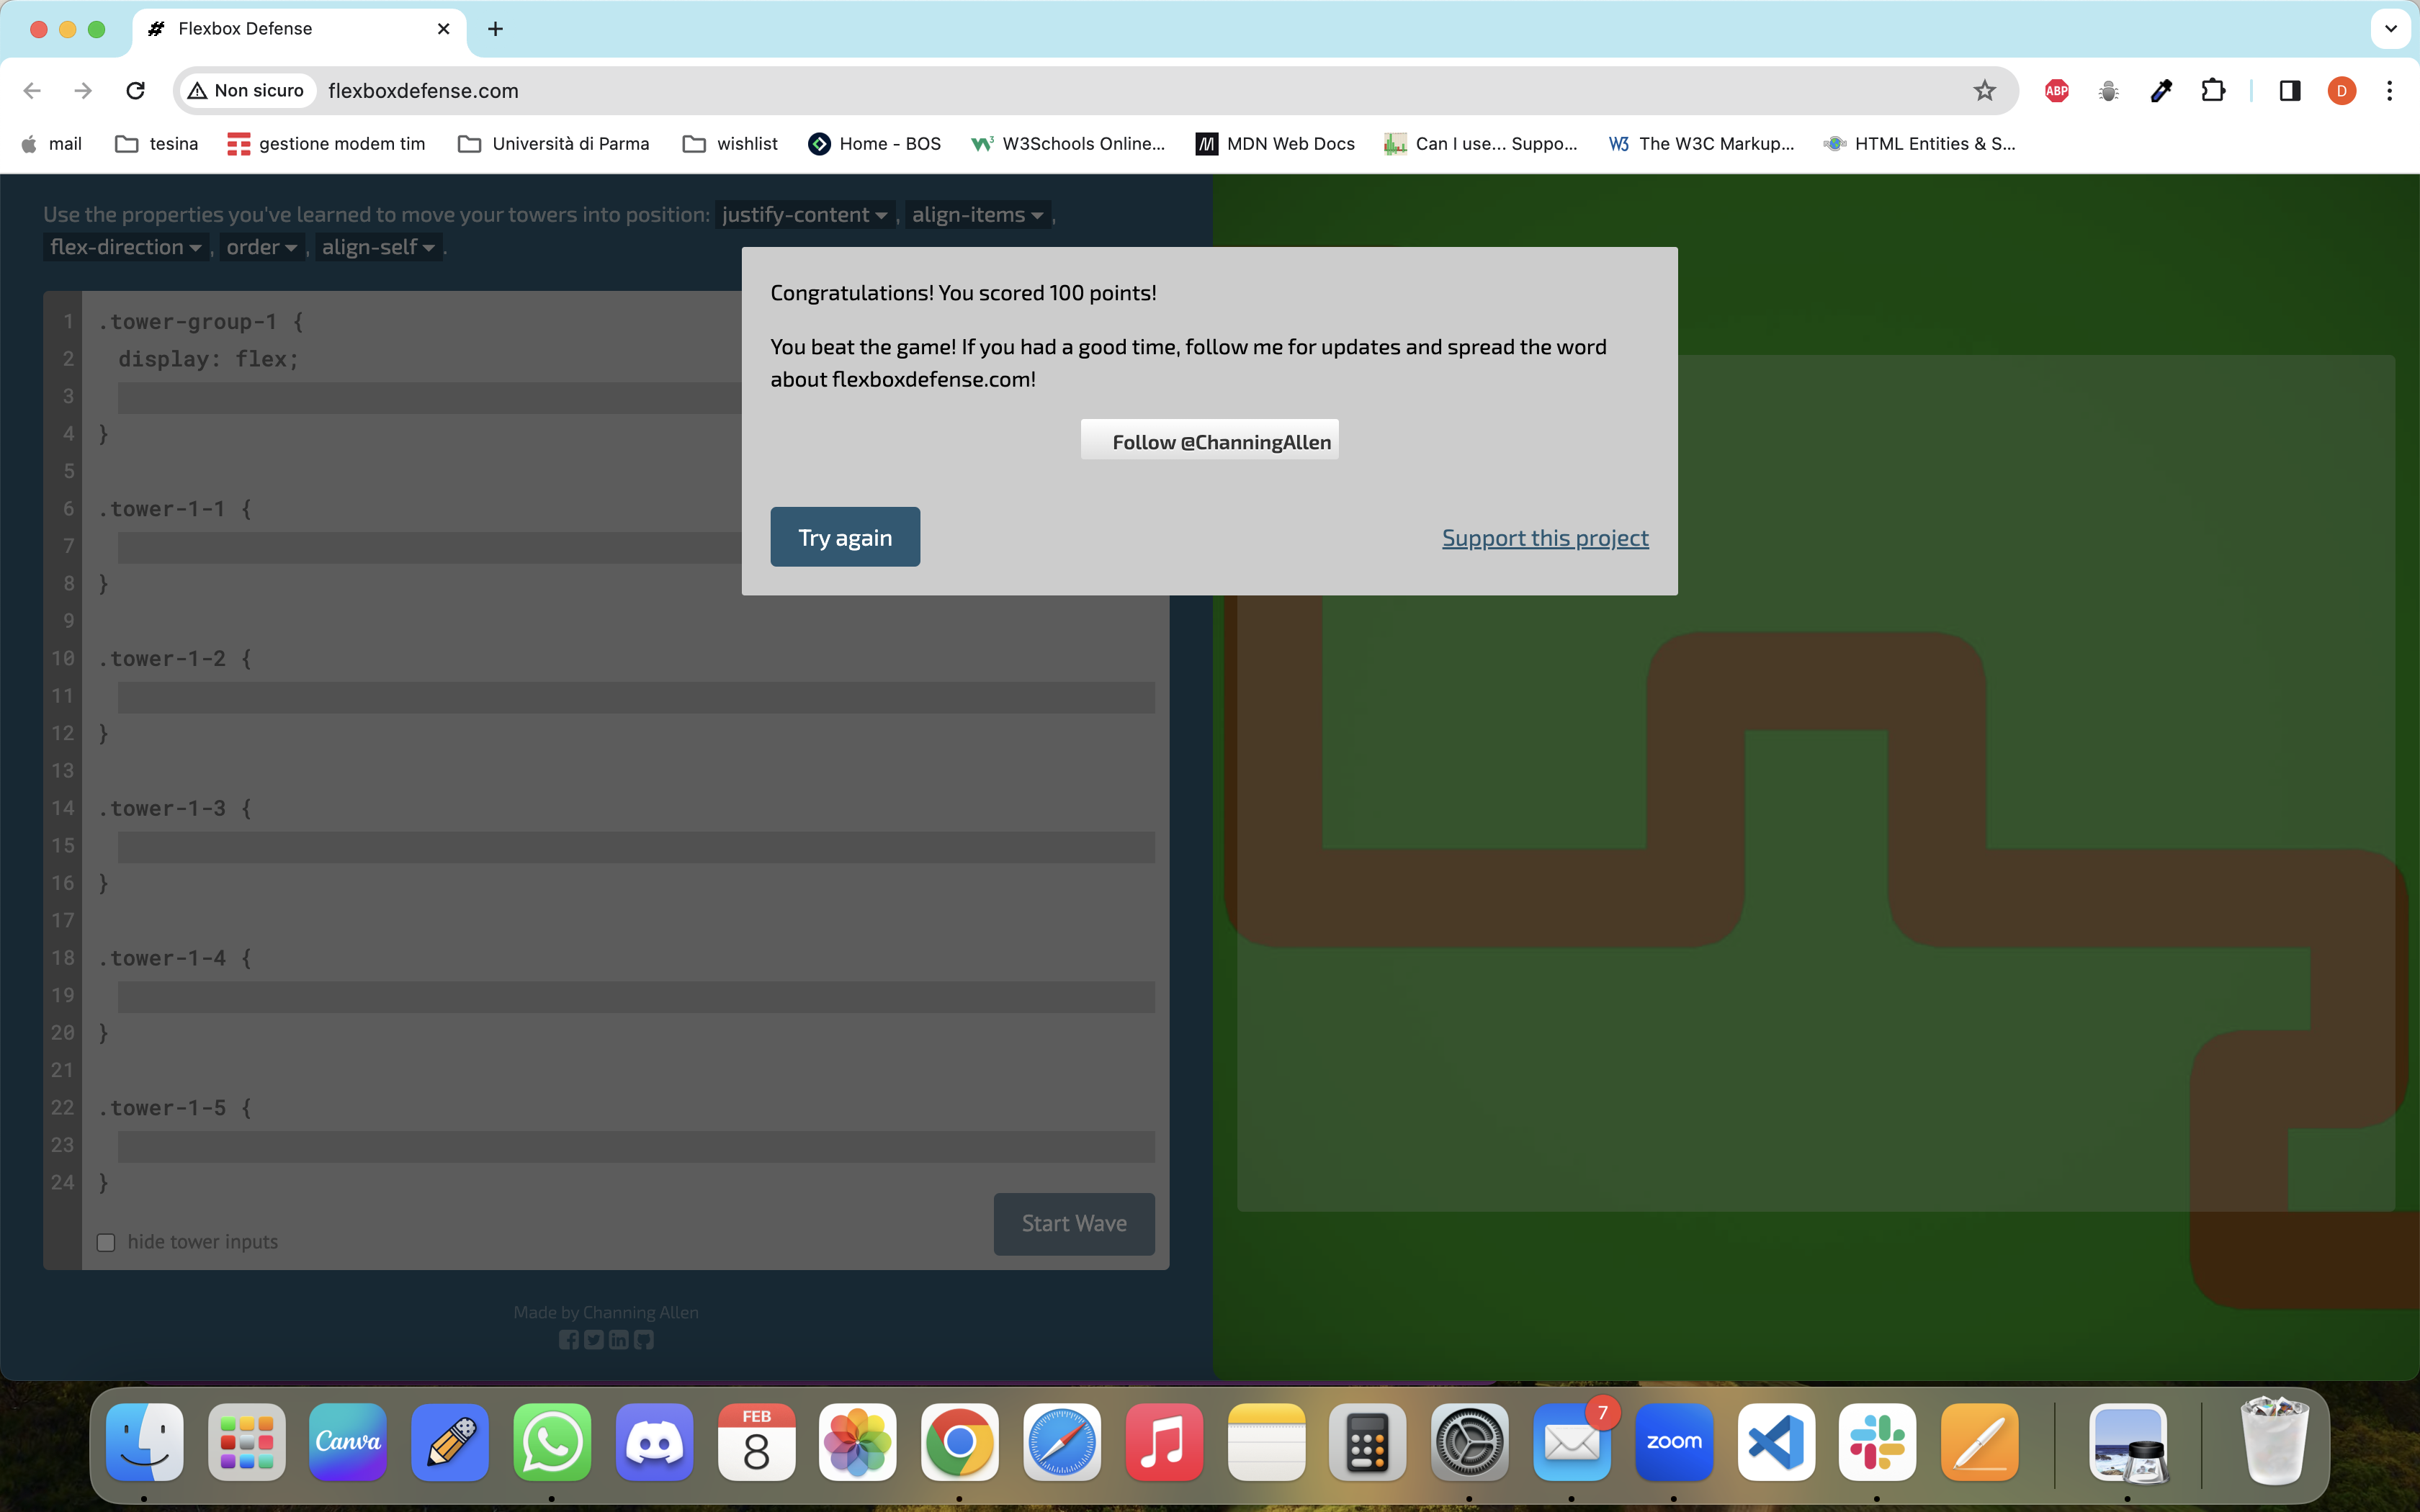 Flexbox Defense
Non sicuro
flexboxdefense.com
ABP
D
mail
tesina
gestione modem tim
Università di Parma
wishlist
Home - BOS
W3Schools Online...
MDN Web Docs
Can I use... Suppo...
The W3C Markup...
HTML Entities & S...
Use the properties you've learned to move your towers into position: justify-content, align-items,
flex-direction, order, align-self.
Congratulations! You scored 100 points!
You beat the game! If you had a good time, follow me for updates and spread the word
about flexboxdefense.com!
Follow @ChanningAllen
Try again
Support this project
1 .tower-group-1 {
2 display: flex;
3
4 }
5
6 .tower-1-1 {
7
8 }
9
10 .tower-1-2 {
11
12 }
13
14 .tower-1-3 {
15
16 }
17
18 .tower-1-4 {
19
20 }
21
22 .tower-1-5 {
23
24 }
hide tower inputs
Start Wave
Made by Channing Allen
Canva
FEB
8
7
zoom